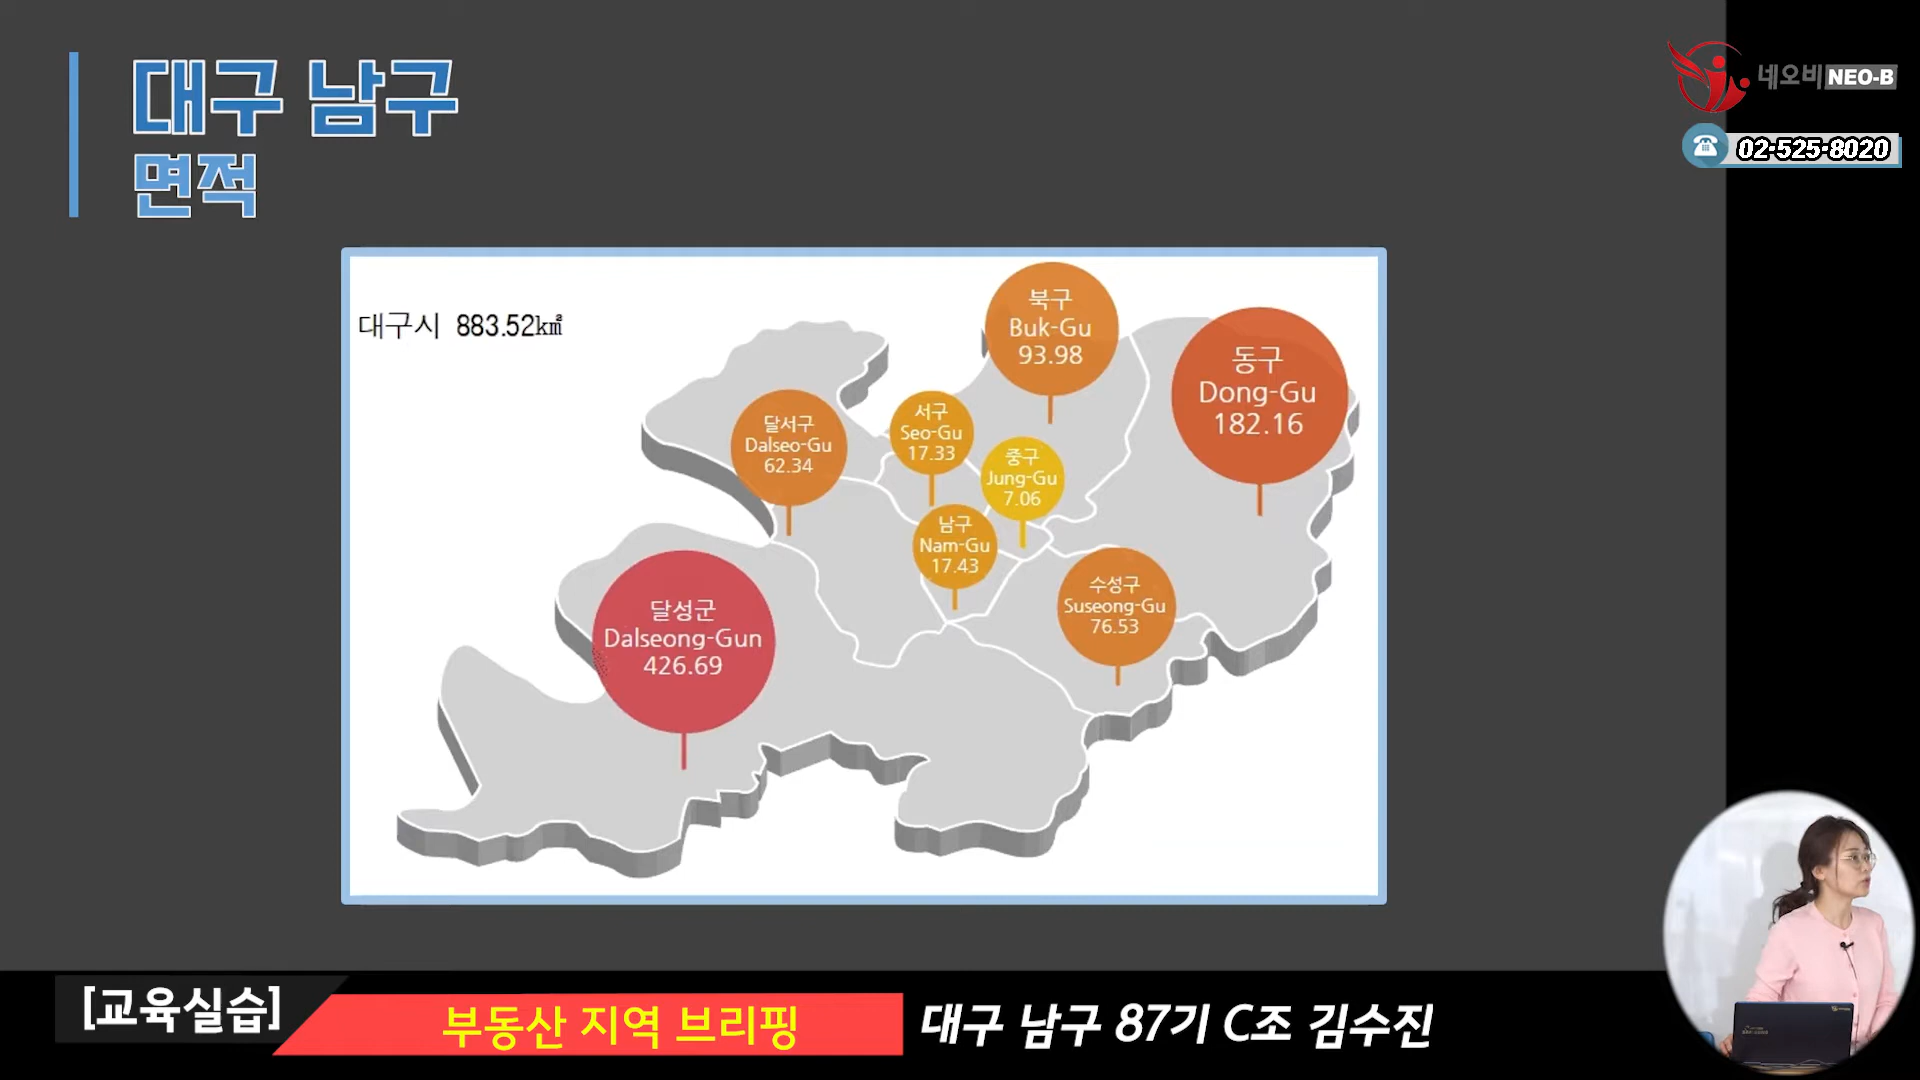 대구 남구
면적
네오비 NEO-B
02·525·8020
대구시 883.52㎢
북구
Buk-Gu
93.98
동구
Dong-Gu
182.16
달서구
Dalseo-Gu
62.34
서구
Seo-Gu
17.33
중구
Jung-Gu
7.06
남구
Nam-Gu
17.43
수성구
Suseong-Gu
76.53
달성군
Dalseong-Gun
426.69
[교육실습]
부동산 지역 브리핑
대구 남구 87기 C조 김수진